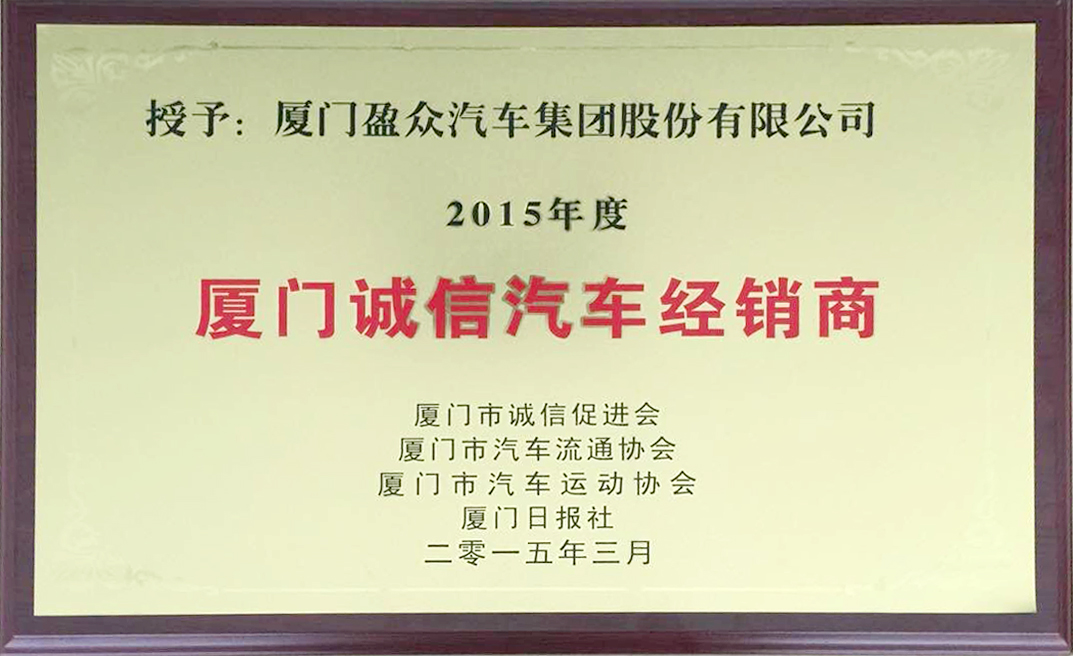 授予：厦门盈众汽车集团股份有限公司
2015年度
厦门诚信汽车经销商
厦门市诚信促进会
厦门市汽车流通协会
厦门市汽车运动协会
厦门日报社
二零一五年三月